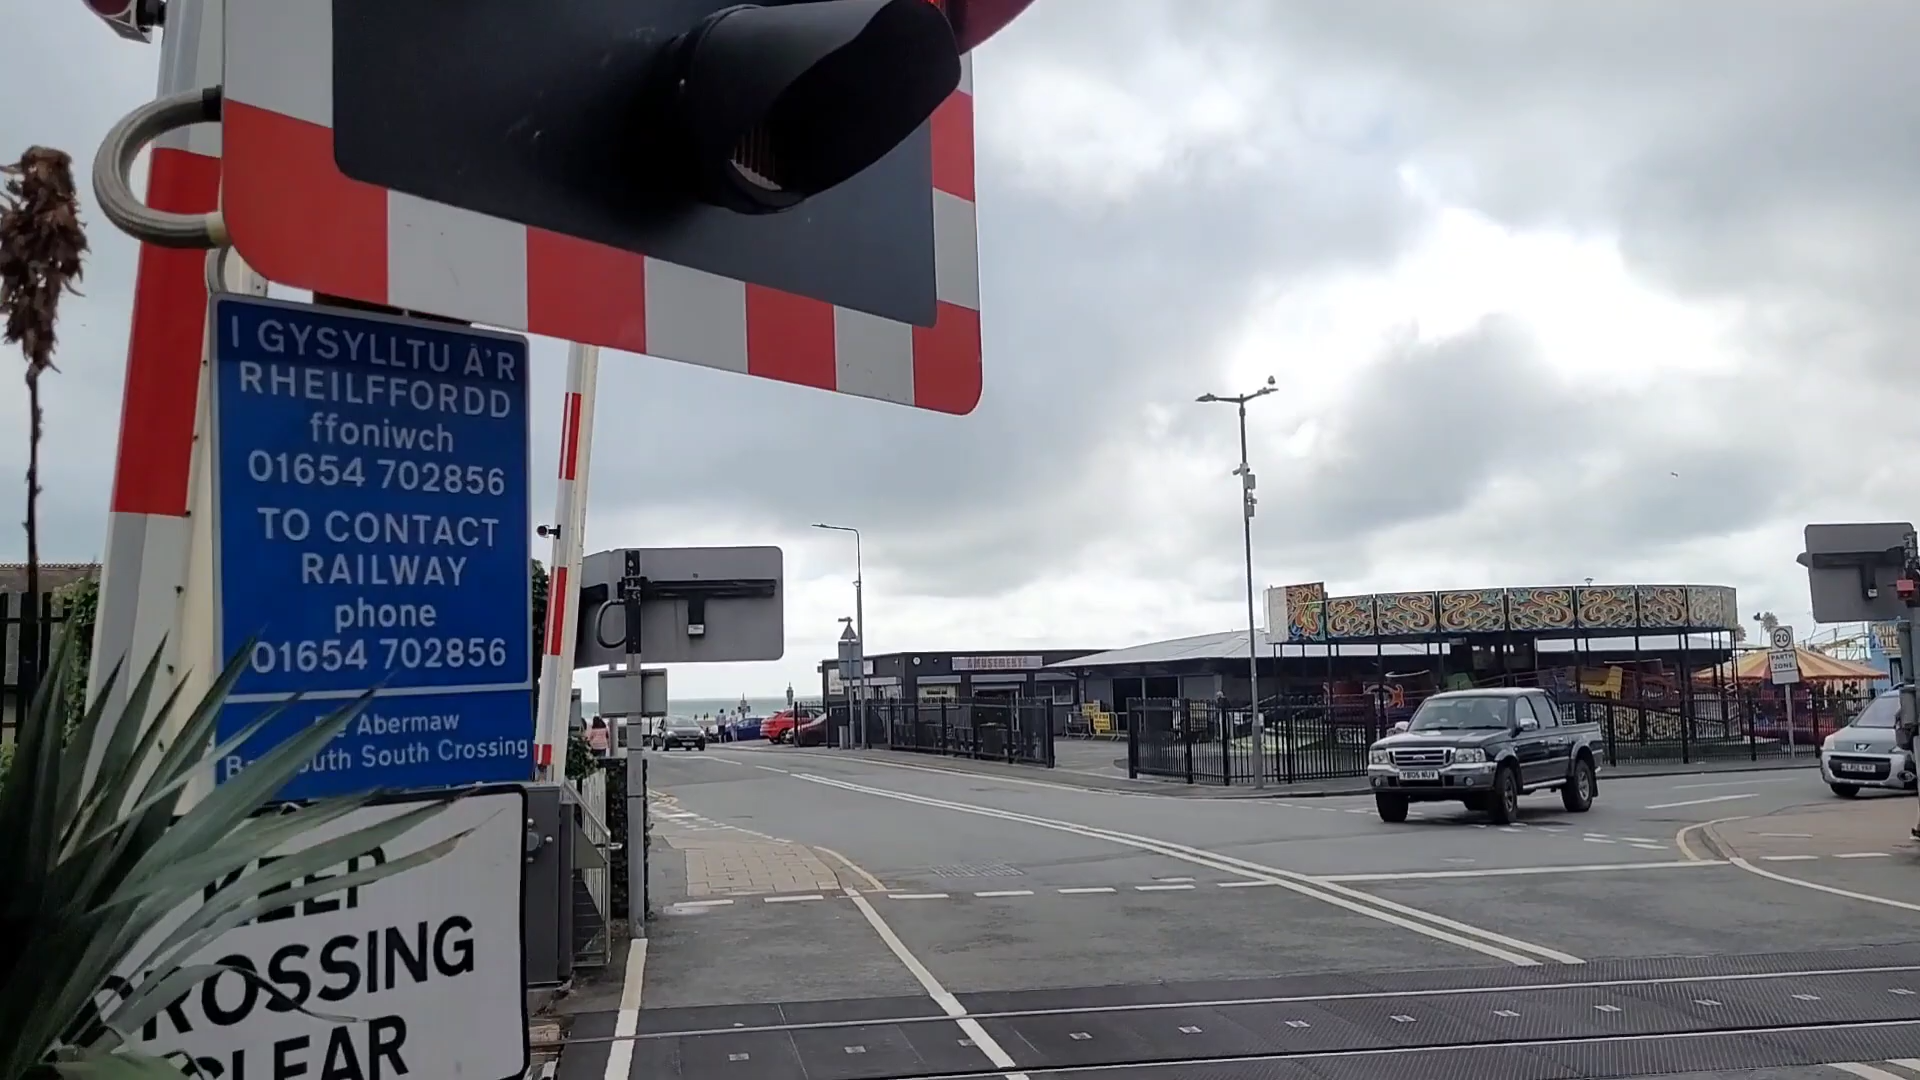 I GYSYLLTU Â'R
RHEILFFORDD
ffoniwch
01654 702856
TO CONTACT
RAILWAY
phone
01654 702856
Abermaw
South Crossing
KEEP
CROSSING
CLEAR
AMUSEMENTS
20
ZONE
YB05 NUV